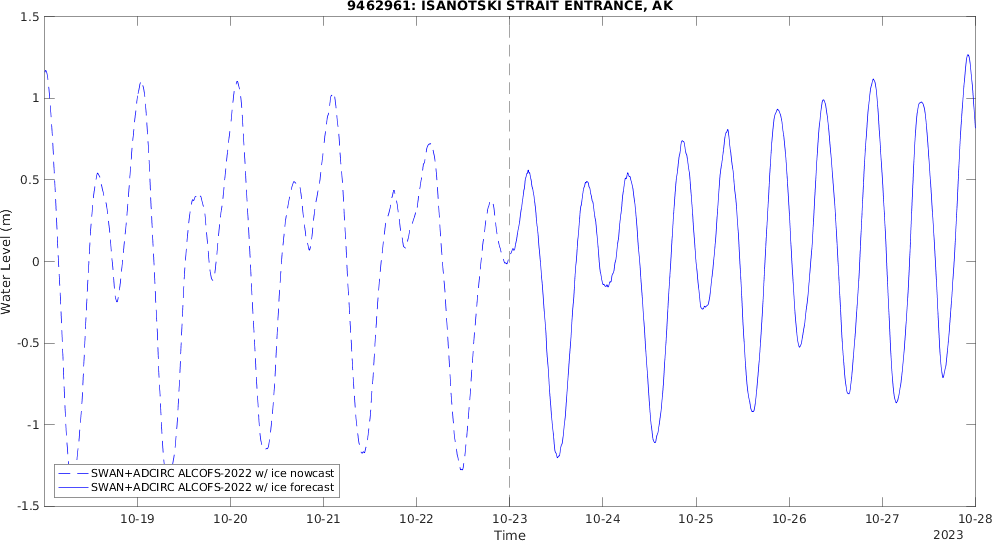 9462961: ISANOTSKI STRAIT ENTRANCE, AK
1.5
1
0.5
0
-0.5
-1
-1.5
Water Level (m)
SWAN+ADCIRC ALCOFS-2022 w/ ice nowcast
SWAN+ADCIRC ALCOFS-2022 w/ ice forecast
10-19 10-20 10-21 10-22 10-23 10-24 10-25 10-26 10-27 10-28
Time
2023